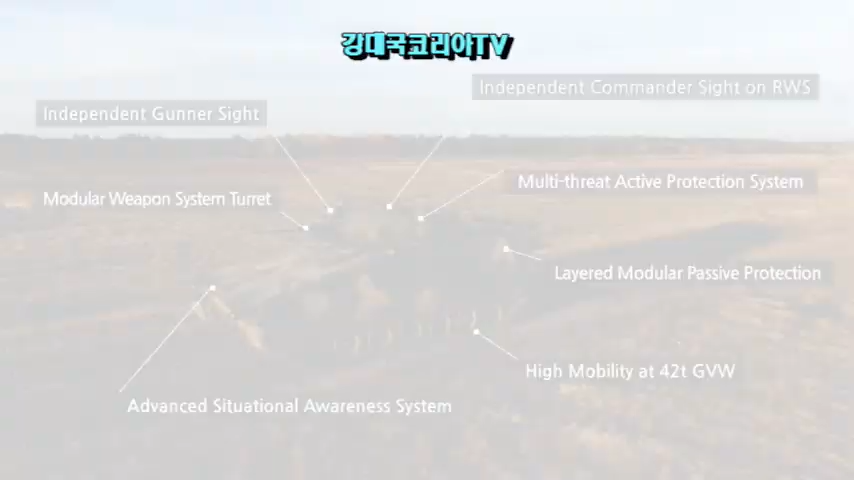 강대국코리아TV
Independent Commander Sight on RWS
Independent Gunner Sight
Multi-threat Active Protection System
Modular Weapon System Turret
Layered Modular Passive Protection
High Mobility at 42t GVW
Advanced Situational Awareness System